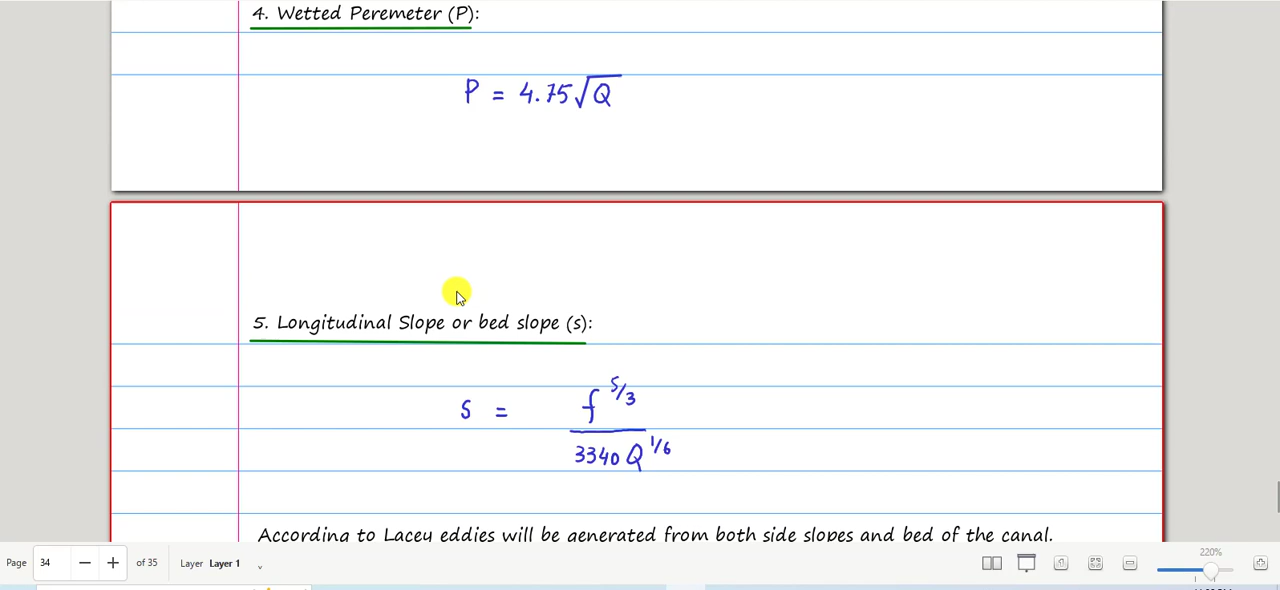 4. Wetted Peremeter (P):
P = 4.75√Q
5. Longitudinal Slope or bed slope (s):
S = f^5/3 / 3340 Q^1/6
According to Lacey eddies will be generated from both side slopes and bed of the canal.
Page 34 of 35 Layer Layer 1 220%